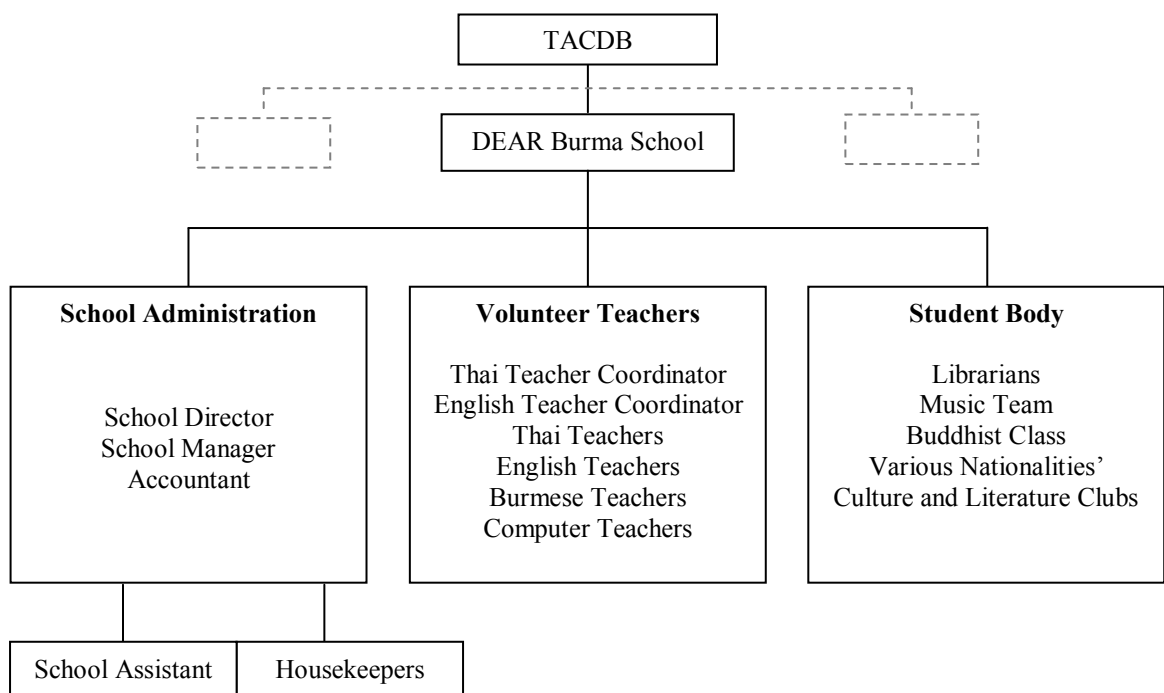 TACDB
DEAR Burma School
School Administration
School Director
School Manager
Accountant
Volunteer Teachers
Thai Teacher Coordinator
English Teacher Coordinator
Thai Teachers
English Teachers
Burmese Teachers
Computer Teachers
Student Body
Librarians
Music Team
Buddhist Class
Various Nationalities’
Culture and Literature Clubs
School Assistant
Housekeepers